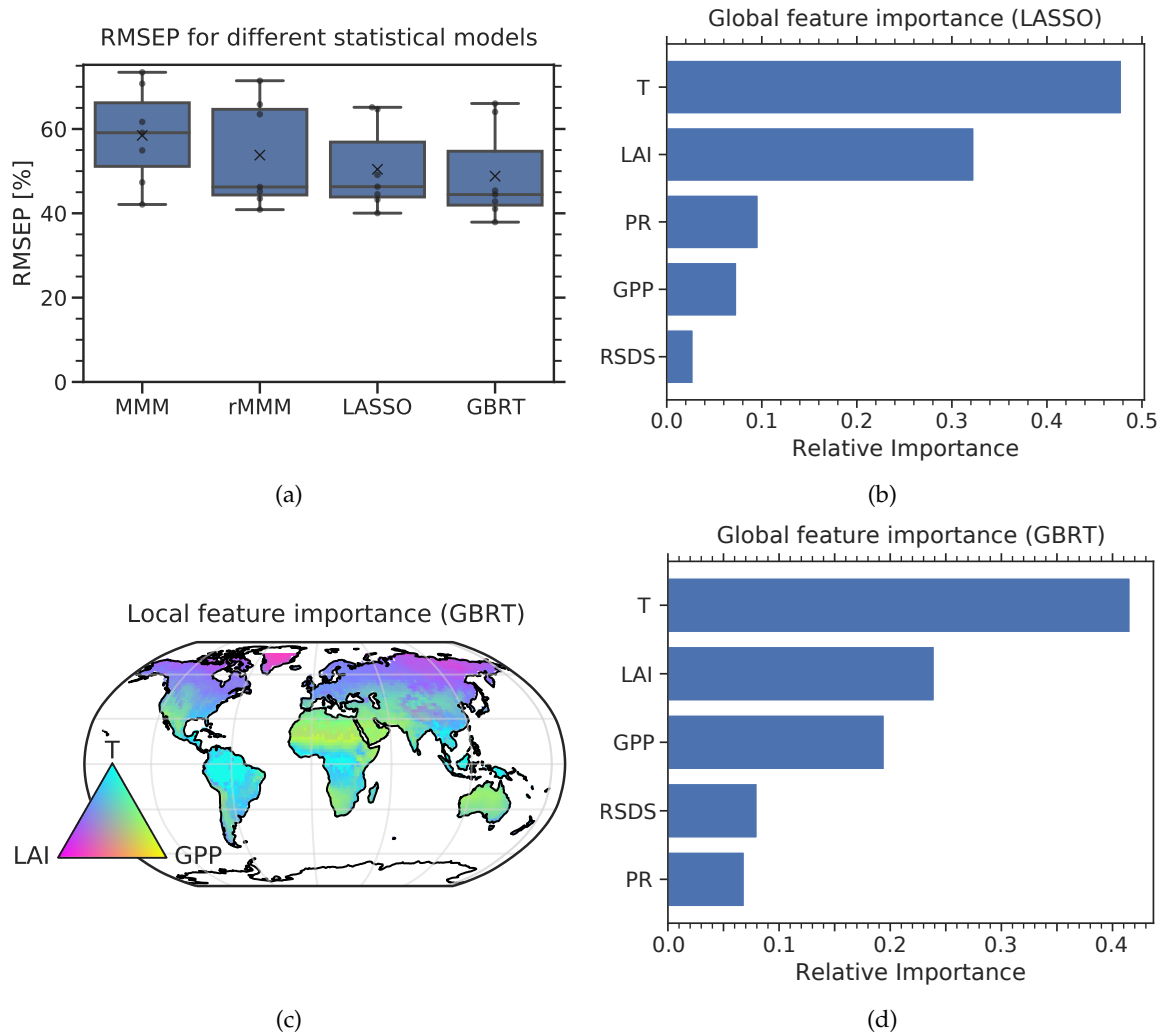 RMSEP for different statistical models
RMSEP [%]
60
40
20
0
MMM rMMM LASSO GBRT
(a)
Global feature importance (LASSO)
T
LAI
PR
GPP
RSDS
0.0 0.1 0.2 0.3 0.4 0.5
Relative Importance
(b)
Local feature importance (GBRT)
T
LAI GPP
(c)
Global feature importance (GBRT)
T
LAI
GPP
RSDS
PR
0.0 0.1 0.2 0.3 0.4
Relative Importance
(d)